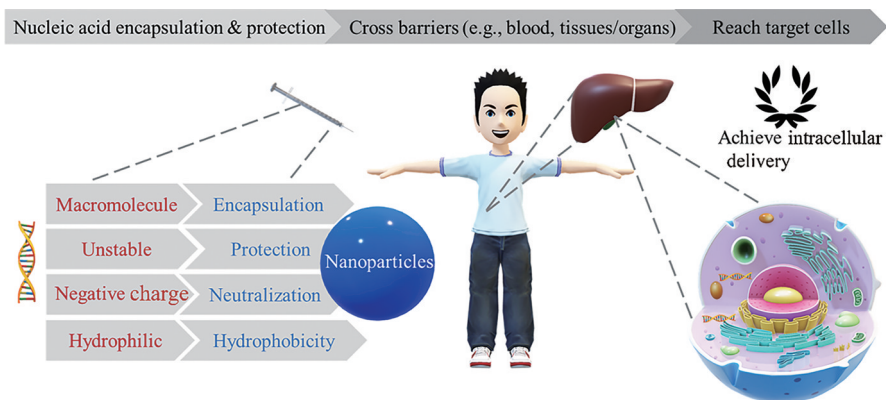 Nucleic acid encapsulation & protection
Cross barriers (e.g., blood, tissues/organs)
Reach target cells
Achieve intracellular
delivery
Macromolecule
Encapsulation
Unstable
Protection
Nanoparticles
Negative charge
Neutralization
Hydrophilic
Hydrophobicity